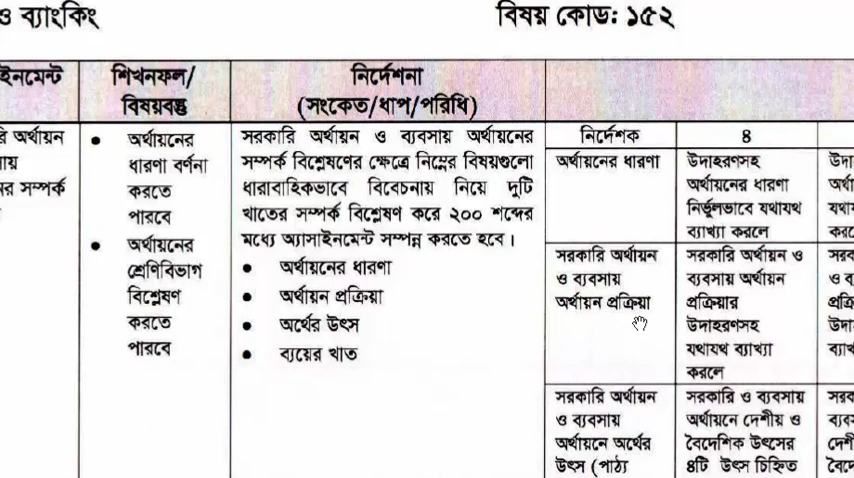 ও ব্যাংকিং
বিষয় কোড: ১৫২
শিখনফল/
বিষয়বস্তু
নির্দেশনা
(সংকেত/ধাপ/পরিধি)
অর্থায়ন
সম্পর্ক
• অর্থায়নের
ধারণা বর্ণনা
করতে
পারবে
• অর্থায়নের
শ্রেণিবিভাগ
বিশ্লেষণ
করতে
পারবে
সরকারি অর্থায়ন ও ব্যবসায় অর্থায়নের
সম্পর্ক বিশ্লেষণের ক্ষেত্রে নিম্নের বিষয়গুলো
ধারাবাহিকভাবে বিবেচনায় নিয়ে দুটি
খাতের সম্পর্ক বিশ্লেষণ করে ২০০ শব্দের
মধ্যে অ্যাসাইনমেন্ট সম্পন্ন করতে হবে।
• অর্থায়নের ধারণা
• অর্থায়ন প্রক্রিয়া
• অর্থের উৎস
• ব্যয়ের খাত
নির্দেশক
৪
অর্থায়নের ধারণা
উদাহরণসহ
অর্থায়নের ধারণা
নির্ভুলভাবে যথাযথ
ব্যাখ্যা করলে
সরকারি অর্থায়ন
ও ব্যবসায়
অর্থায়ন প্রক্রিয়া
সরকারি অর্থায়ন ও
ব্যবসায় অর্থায়ন
প্রক্রিয়ার
উদাহরণসহ
যথাযথ ব্যাখ্যা
করলে
সরকারি অর্থায়ন
ও ব্যবসায়
অর্থায়নে অর্থের
উৎস (পাঠ্য
সরকারি ও ব্যবসায়
অর্থায়নে দেশীয় ও
বৈদেশিক উৎসের
৪টি উৎস চিহ্নিত